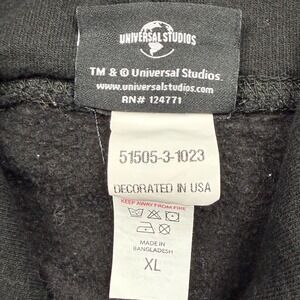 UNIVERSAL STUDIOS
TM & © Universal Studios.
www.universalstudios.com
RN# 124771
51505-3-1023
DECORATED IN USA
KEEP AWAY FROM FIRE
MADE IN
BANGLADESH
XL